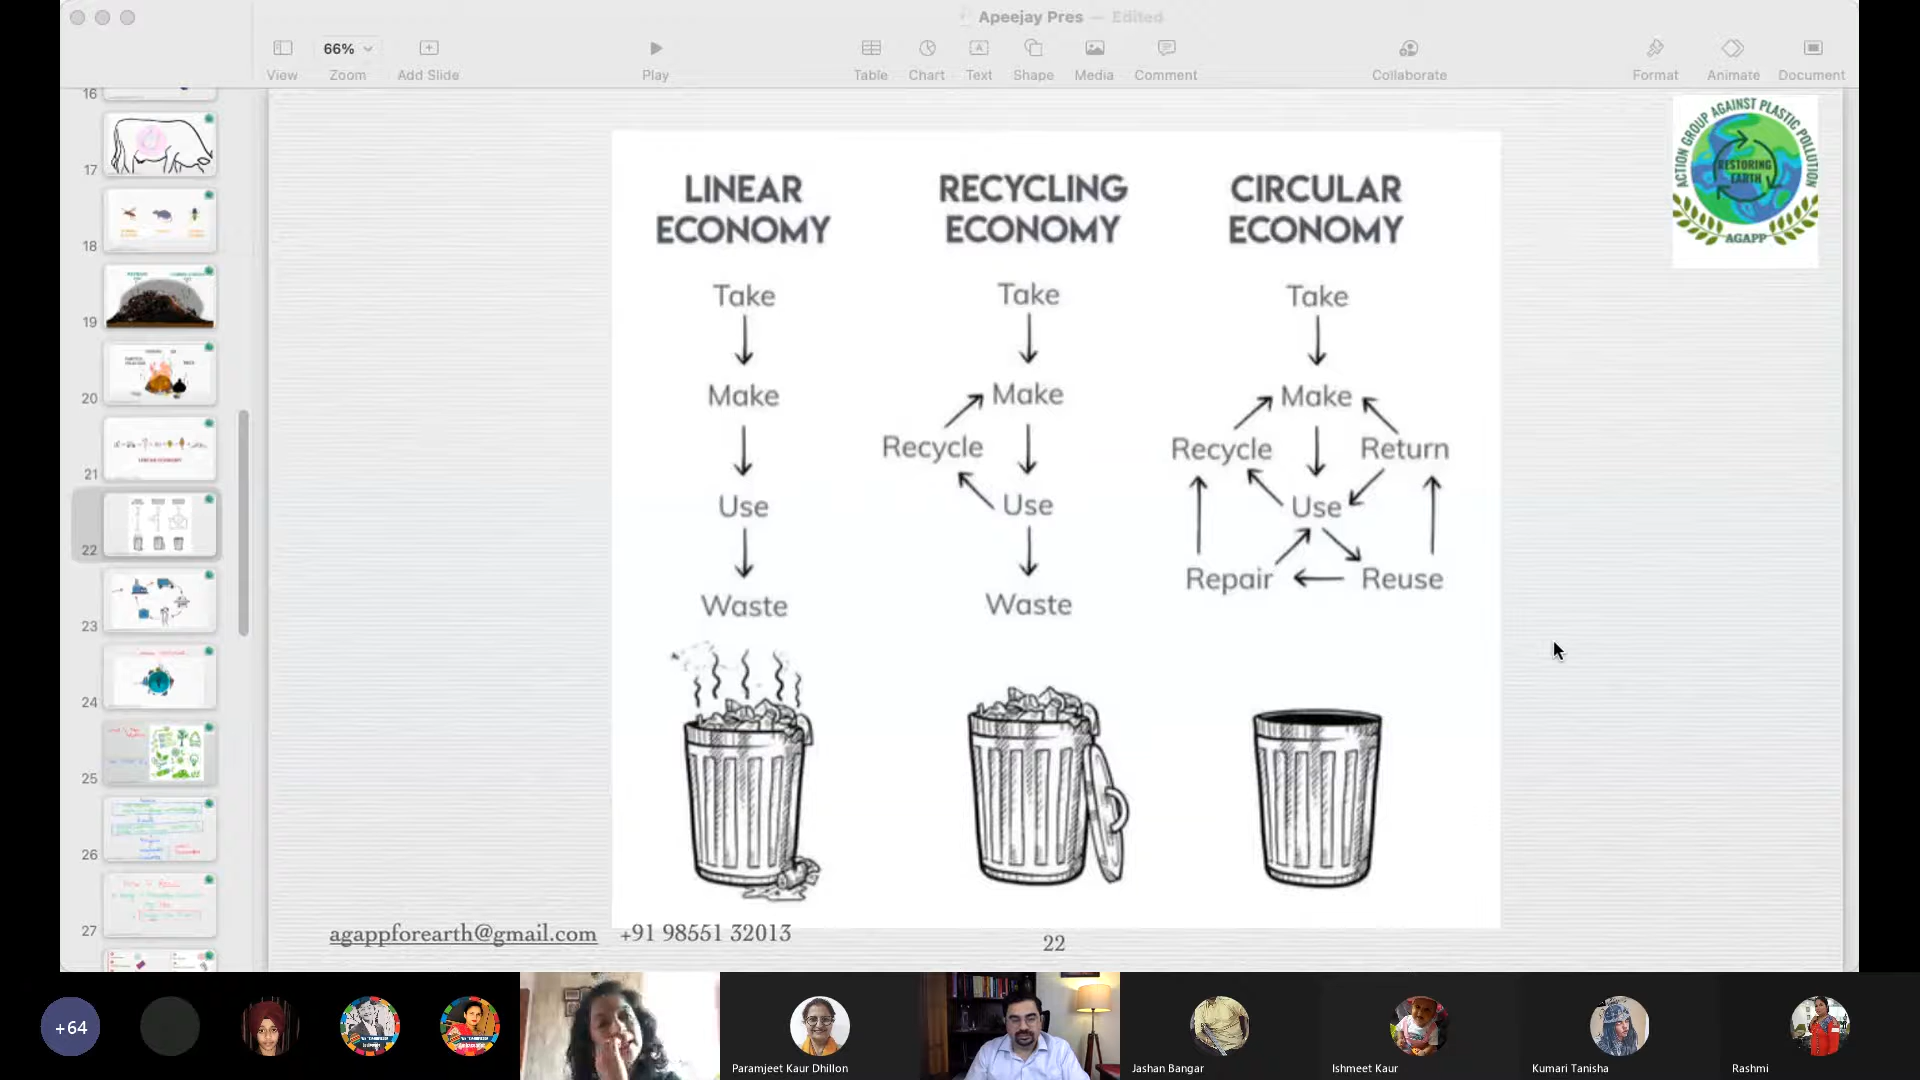 Apeejay Pres — Edited
66%
View
Zoom
Add Slide
Play
Table
Chart
Text
Shape
Media
Comment
Collaborate
Format
Animate
Document
16
17
18
19
20
21
LINEAR ECONOMY
22
23
24
25
26
27
LINEAR
ECONOMY
Take
Make
Use
Waste
RECYCLING
ECONOMY
Take
Make
Recycle
Use
Waste
CIRCULAR
ECONOMY
Take
Make
Recycle
Return
Use
Repair
Reuse
ACTION GROUP AGAINST PLASTIC POLLUTION
RESTORING
EARTH
AGAPP
agappforearth@gmail.com +91 98551 32013
22
+64
Paramjeet Kaur Dhillon
Jashan Bangar
Ishmeet Kaur
Kumari Tanisha
Rashmi